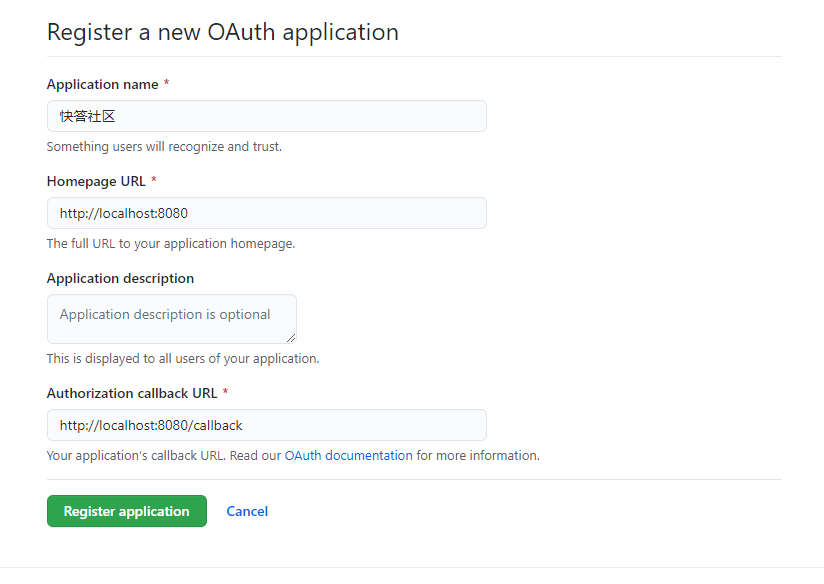 Register a new OAuth application
Application name *
快答社区
Something users will recognize and trust.
Homepage URL *
http://localhost:8080
The full URL to your application homepage.
Application description
Application description is optional
This is displayed to all users of your application.
Authorization callback URL *
http://localhost:8080/callback
Your application's callback URL. Read our OAuth documentation for more information.
Register application Cancel